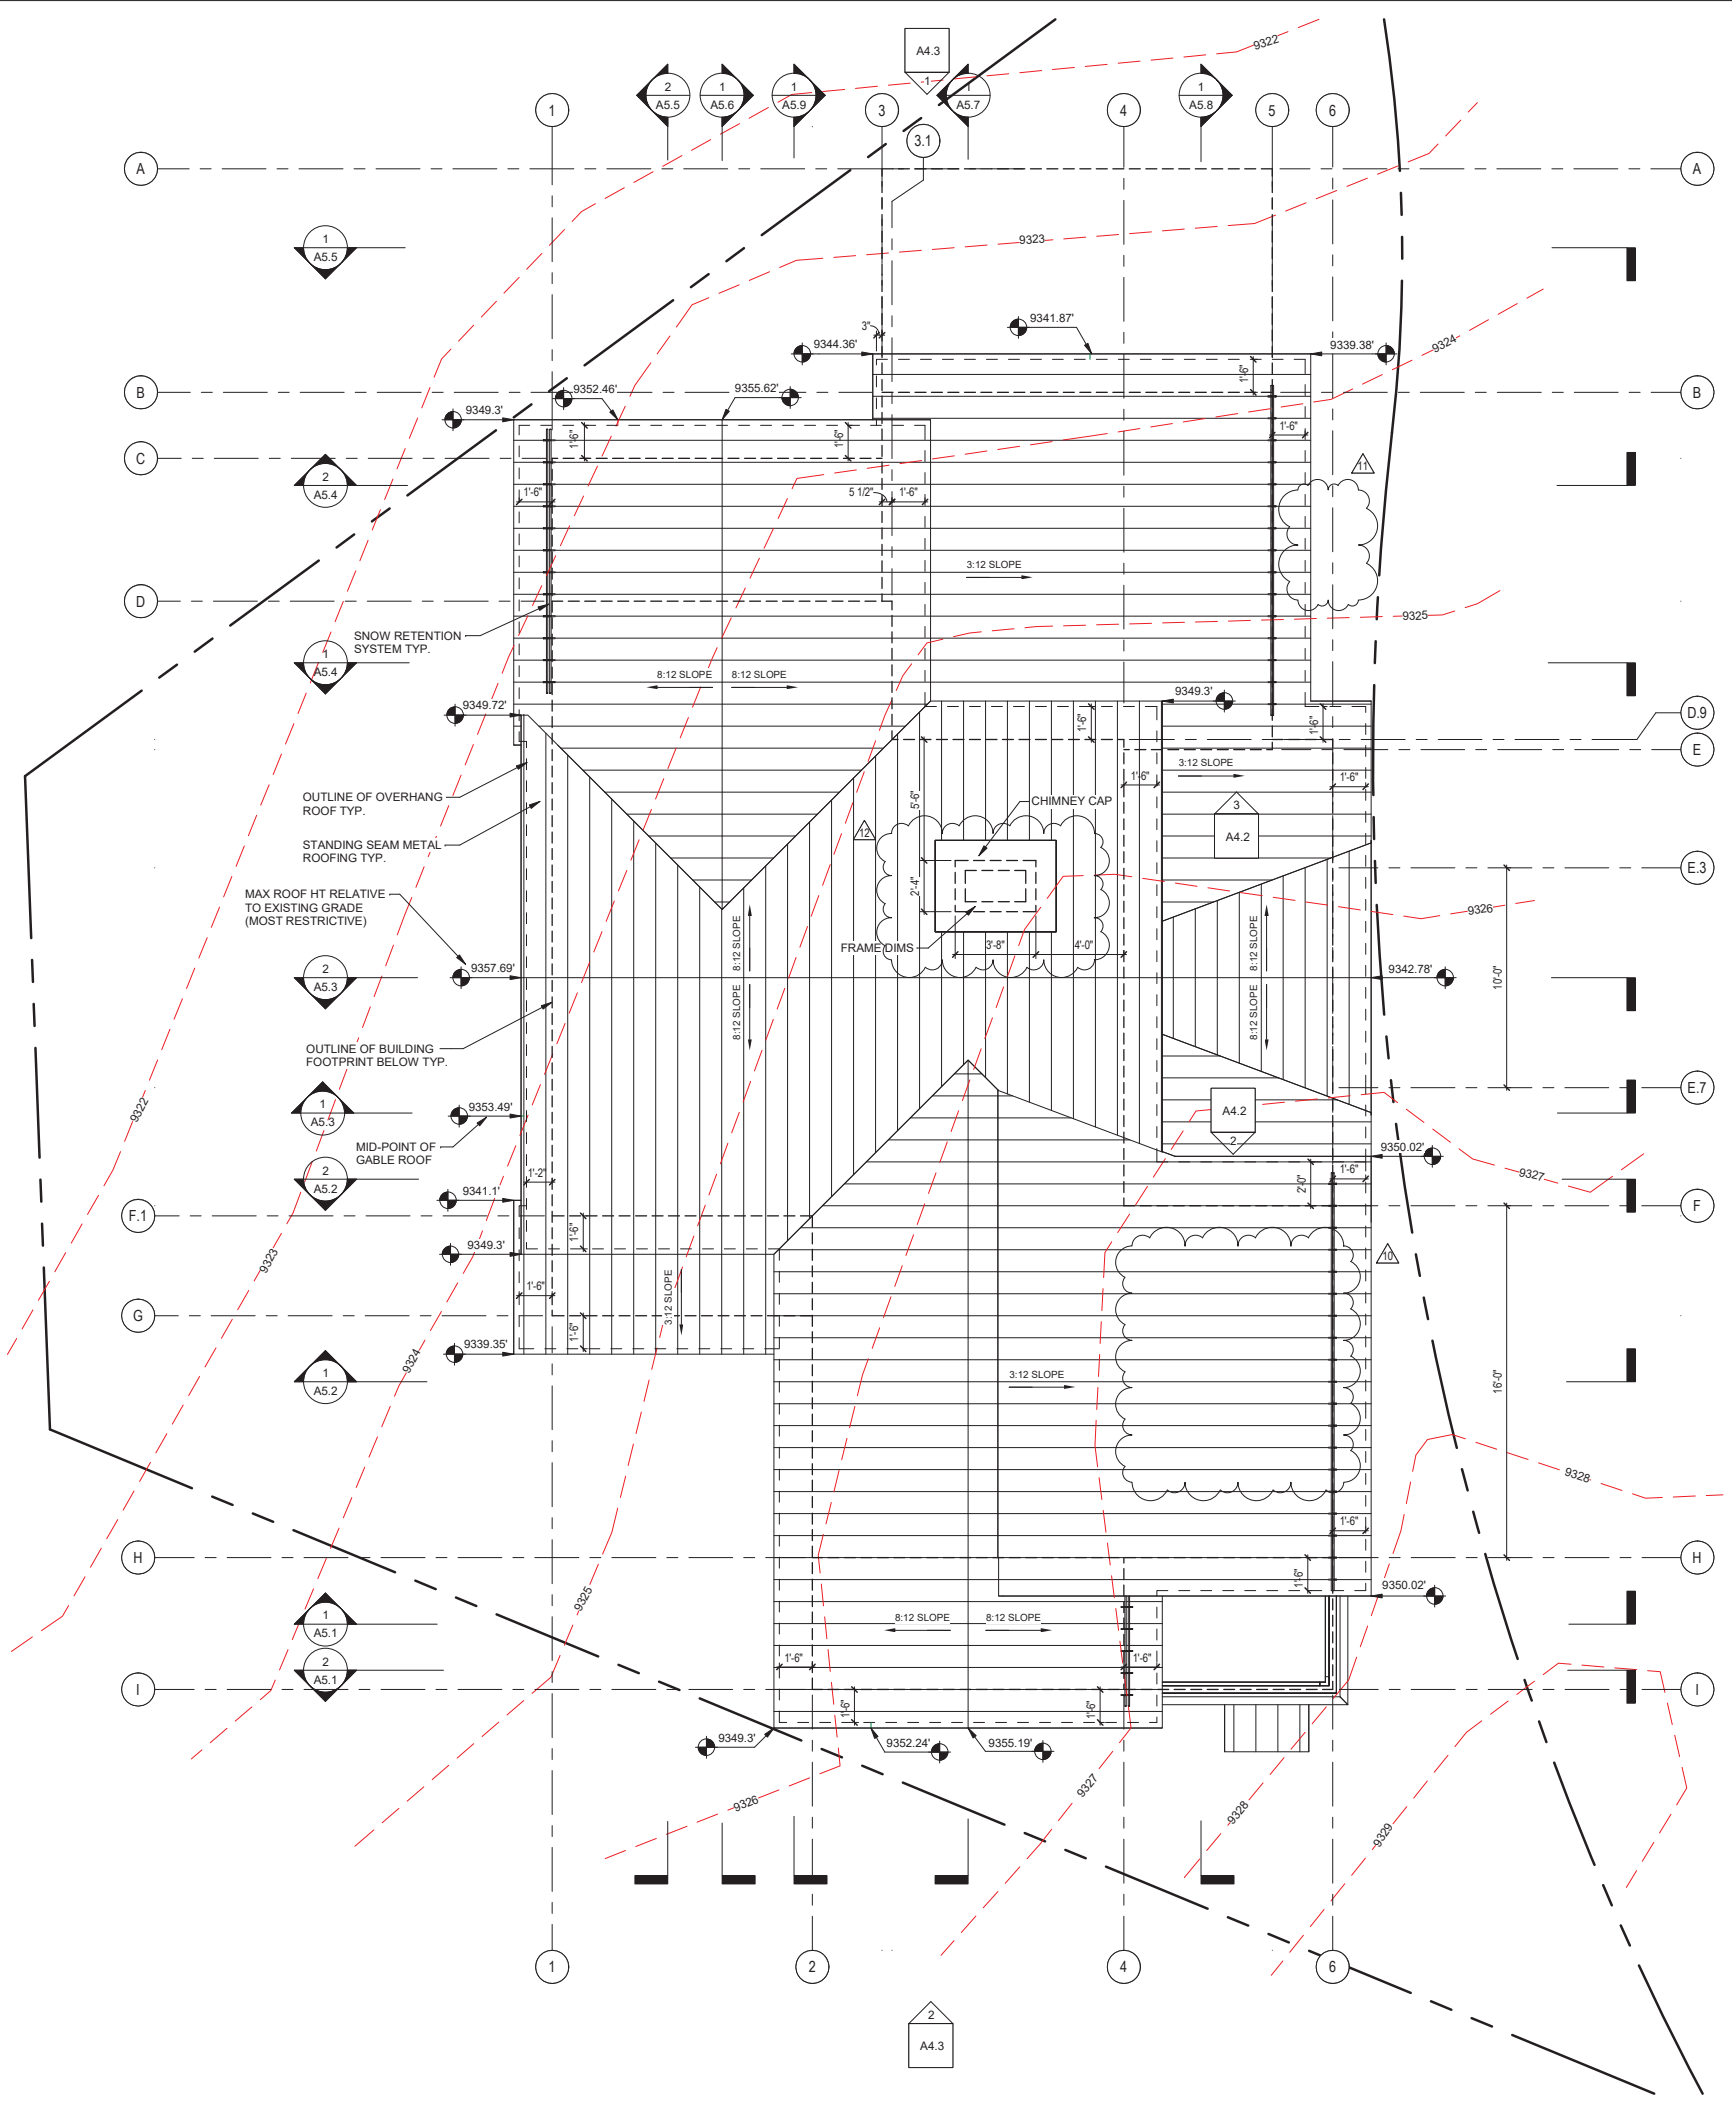 9322
A4.3
1
2
A5.5
1
A5.6
1
A5.9
1
A5.7
1
A5.8
1
3
3.1
4
5
6
A
A
1
A5.5
9323
3"
9341.87'
9344.36'
9339.38'
9324
1'-6"
B
B
9352.46'
9355.62'
9349.3'
1'-6"
1'-6"
1'-6"
C
11
2
A5.4
1'-6"
5 1/2"
1'-6"
3:12 SLOPE
D
9325
SNOW RETENTION
SYSTEM TYP.
1
A5.4
8:12 SLOPE
8:12 SLOPE
9349.3'
9349.72'
1'-6"
1'-6"
D.9
E
3:12 SLOPE
1'-6"
1'-6"
5'-6"
OUTLINE OF OVERHANG
ROOF TYP.
CHIMNEY CAP
3
A4.2
12
STANDING SEAM METAL
ROOFING TYP.
E.3
2'-4"
MAX ROOF HT RELATIVE
TO EXISTING GRADE
(MOST RESTRICTIVE)
9326
FRAME DIMS
3'-8"
4'-0"
8:12 SLOPE
8:12 SLOPE
2
A5.3
9357.69'
9342.78'
10'-0"
8:12 SLOPE
8:12 SLOPE
OUTLINE OF BUILDING
FOOTPRINT BELOW TYP.
E.7
9322
1
A5.3
9353.49'
A4.2
2
MID-POINT OF
GABLE ROOF
9350.02'
2
A5.2
1'-2"
1'-6"
9327
2'-0"
9341.1'
F.1
F
1'-6"
9349.3'
10
9323
1'-6"
3:12 SLOPE
G
1'-6"
9339.35'
9324
1
A5.2
3:12 SLOPE
16'-0"
9328
1'-6"
H
H
1'-6"
9350.02'
9325
1
A5.1
8:12 SLOPE
8:12 SLOPE
2
A5.1
1'-6"
1'-6"
I
I
1'-6"
1'-6"
9349.3'
9352.24'
9355.19'
9327
9326
9328
9329
1
2
4
6
2
A4.3